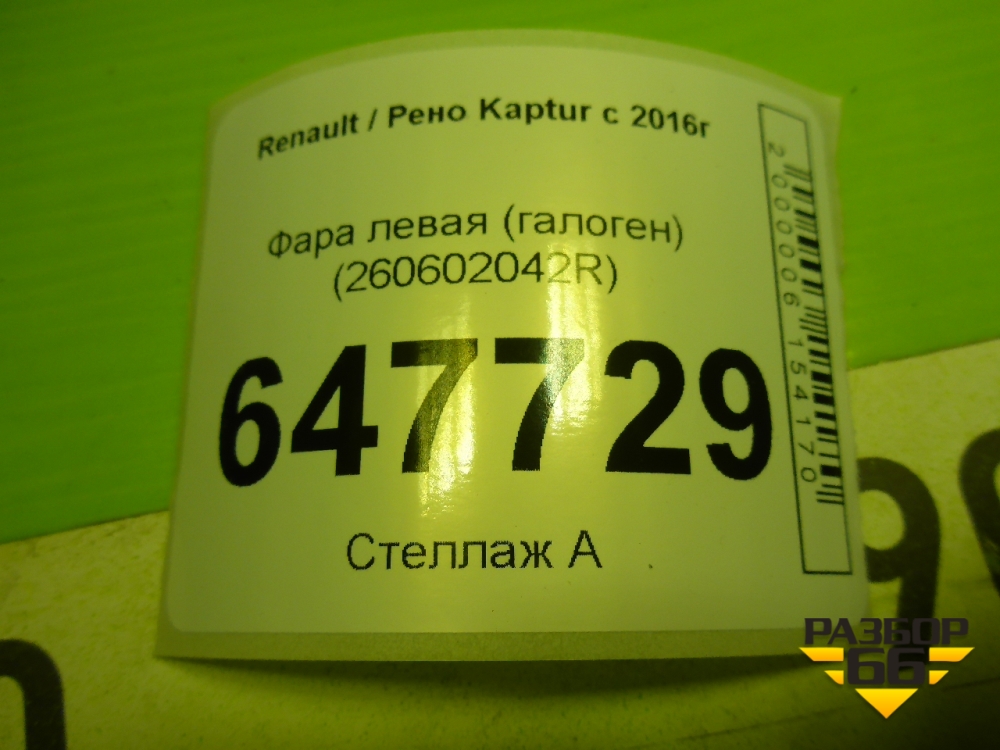 Renault / Рено Kaptur с 2016г
Фара левая (галоген)
(260602042R)
647729
Стеллаж А
2000006154170
РАЗБОР
66